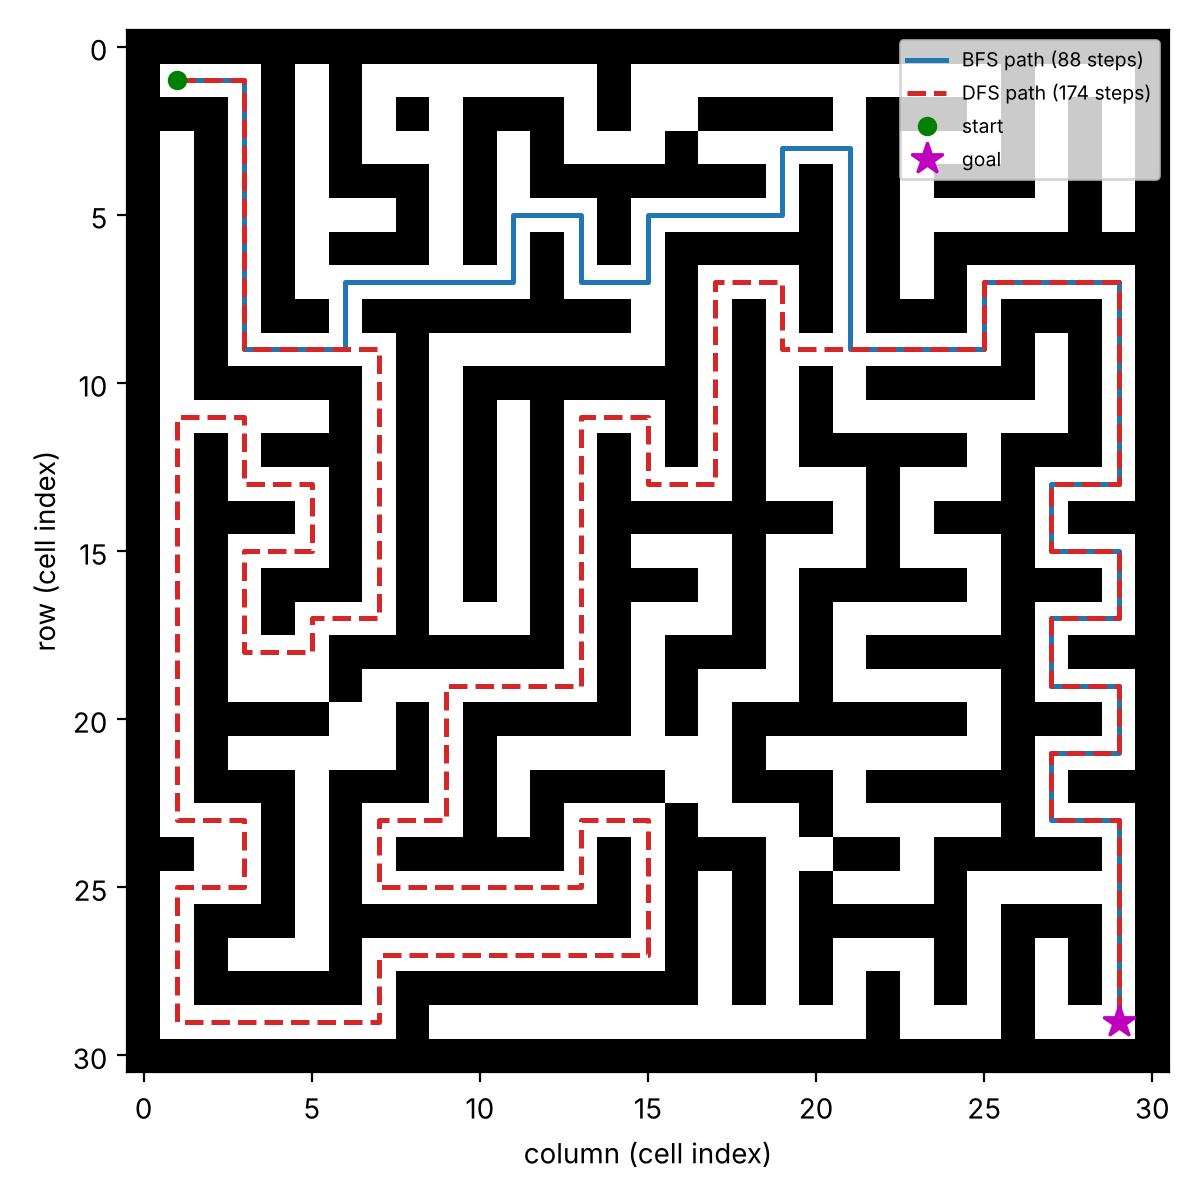 BFS path (88 steps)
DFS path (174 steps)
start
goal
0
5
10
15
20
25
30
row (cell index)
0 5 10 15 20 25 30
column (cell index)